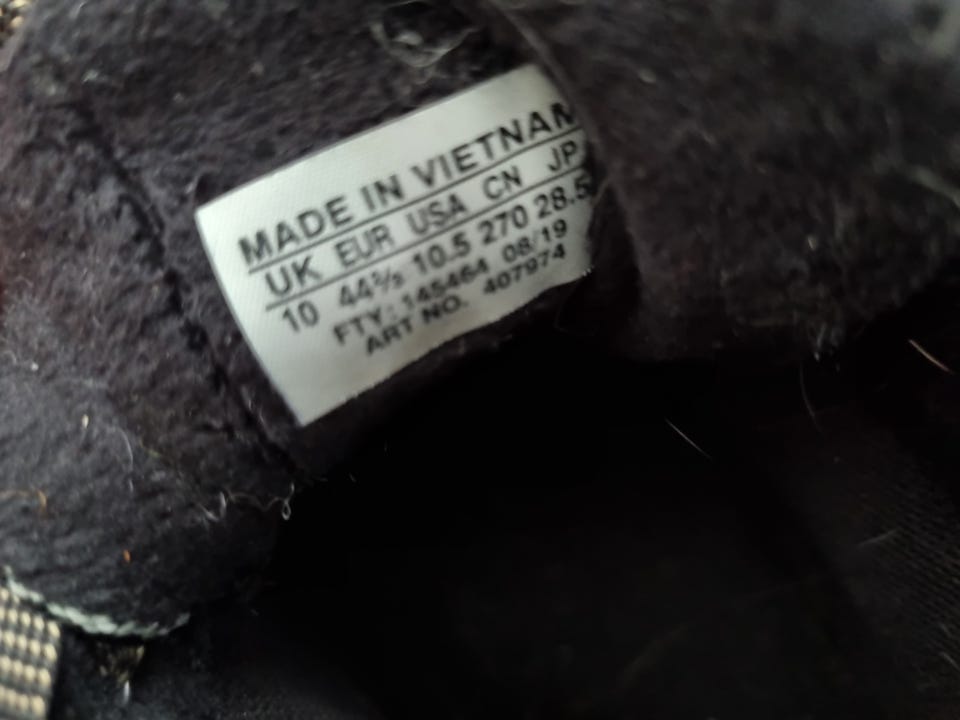 MADE IN VIETNAM
UK EUR USA CN JP
10 44⅔ 10.5 270 28.5
FTY: 145464 08/19
ART NO. 407974